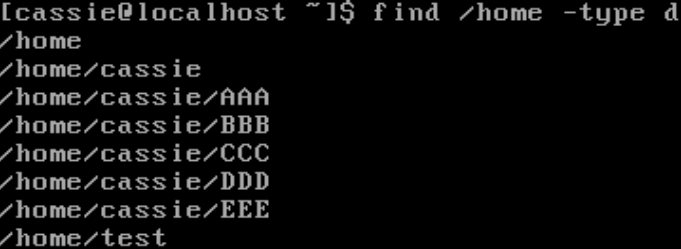 [cassie@localhost ~]$ find /home -type d
/home
/home/cassie
/home/cassie/AAA
/home/cassie/BBB
/home/cassie/CCC
/home/cassie/DDD
/home/cassie/EEE
/home/test